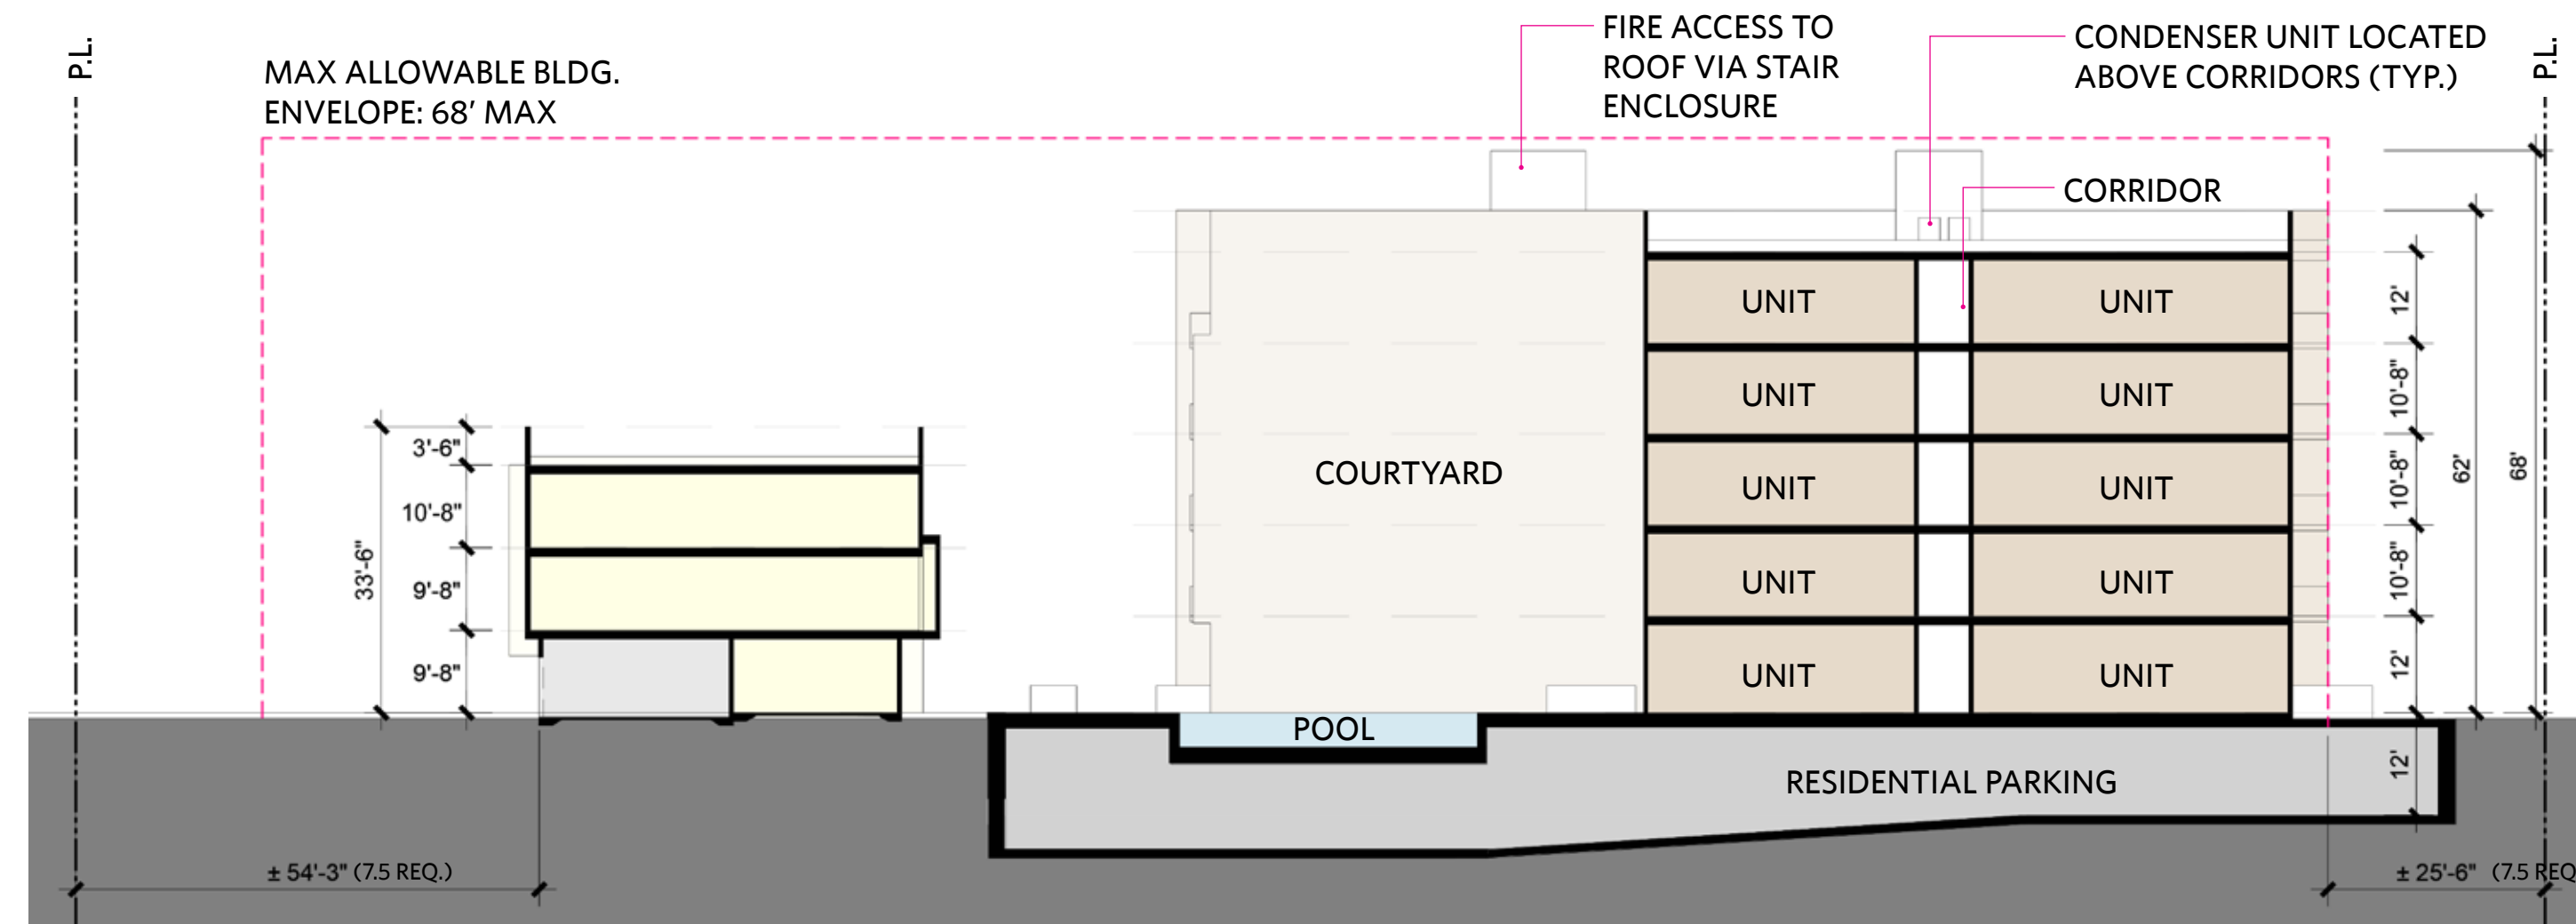 P.L.
MAX ALLOWABLE BLDG.
ENVELOPE: 68' MAX
FIRE ACCESS TO
ROOF VIA STAIR
ENCLOSURE
CONDENSER UNIT LOCATED
ABOVE CORRIDORS (TYP.)
P.L.
CORRIDOR
UNIT UNIT
12'
UNIT UNIT
10'-8"
UNIT UNIT
10'-8"
UNIT UNIT
10'-8"
UNIT UNIT
12'
62'
68'
3'-6"
10'-8"
9'-8"
9'-8"
33'-6"
COURTYARD
POOL
RESIDENTIAL PARKING
12'
± 54'-3" (7.5 REQ.)
± 25'-6" (7.5 REQ